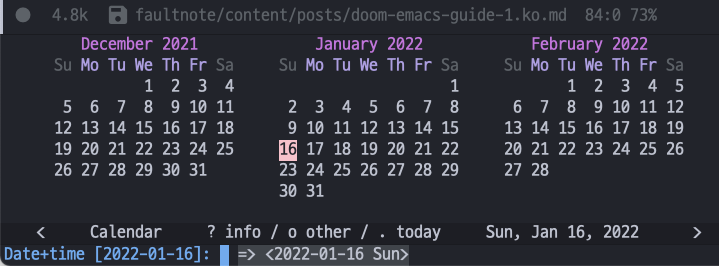 4.8k faultnote/content/posts/doom-emacs-guide-1.ko.md 84:0 73%
December 2021 January 2022 February 2022
Su Mo Tu We Th Fr Sa Su Mo Tu We Th Fr Sa Su Mo Tu We Th Fr Sa
1 2 3 4 1 1 2 3 4 5
5 6 7 8 9 10 11 2 3 4 5 6 7 8 6 7 8 9 10 11 12
12 13 14 15 16 17 18 9 10 11 12 13 14 15 13 14 15 16 17 18 19
19 20 21 22 23 24 25 16 17 18 19 20 21 22 20 21 22 23 24 25 26
26 27 28 29 30 31 23 24 25 26 27 28 29 27 28
30 31
< Calendar ? info / o other / . today Sun, Jan 16, 2022 >
Date+time [2022-01-16]: => <2022-01-16 Sun>